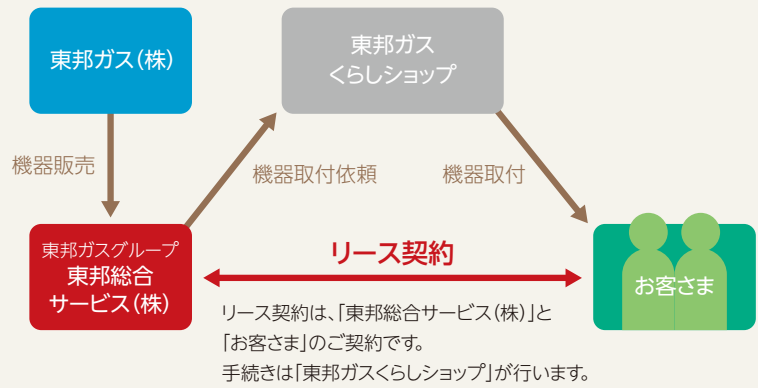 東邦ガス(株)
東邦ガス
くらしショップ
機器販売
機器取付依頼
機器取付
東邦ガスグループ
東邦総合
サービス(株)
リース契約
お客さま
リース契約は、「東邦総合サービス(株)」と
「お客さま」のご契約です。
手続きは「東邦ガスくらしショップ」が行います。